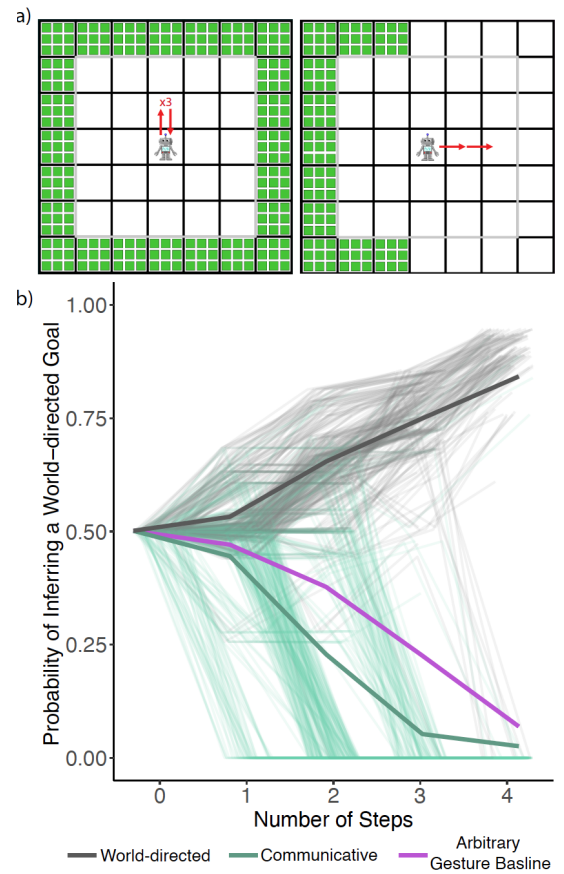 a)
x3
b)
Probability of Inferring a World-directed Goal
1.00
0.75
0.50
0.25
0.00
0 1 2 3 4
Number of Steps
World-directed
Communicative
Arbitrary
Gesture Basline